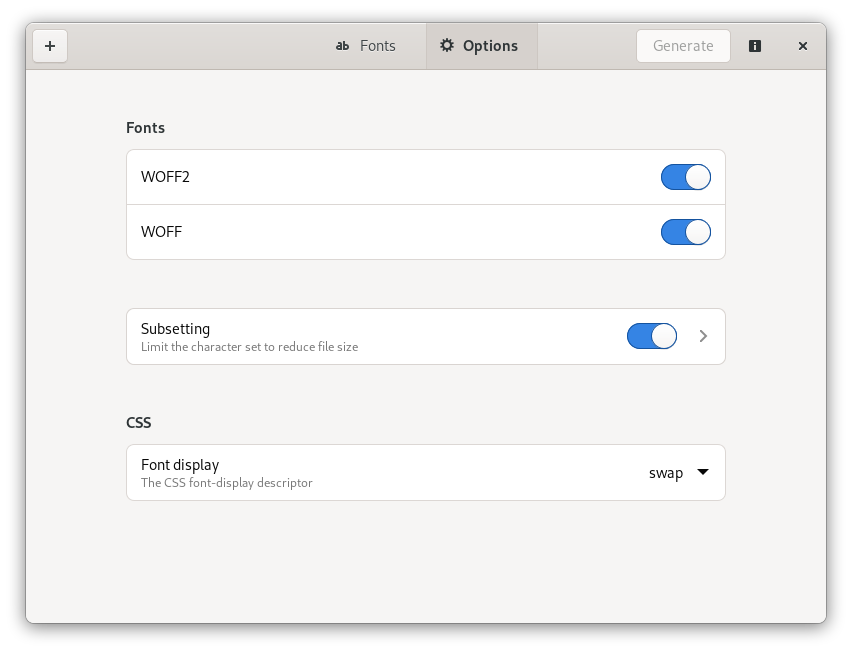 ab Fonts
Options
Generate
Fonts
WOFF2
WOFF
Subsetting
Limit the character set to reduce file size
CSS
Font display
The CSS font-display descriptor
swap